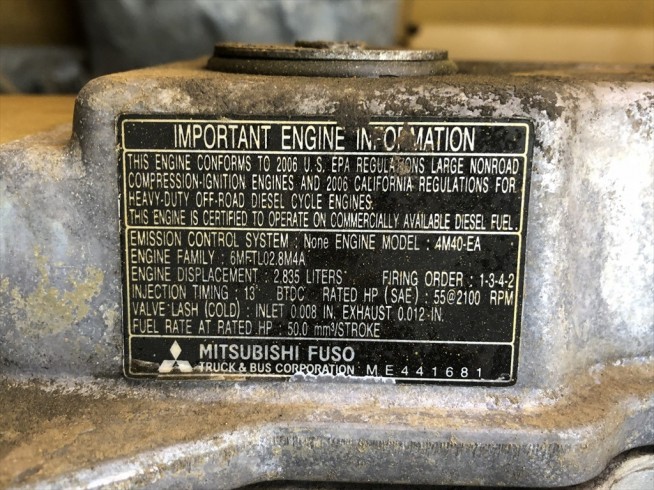 IMPORTANT ENGINE INFORMATION
THIS ENGINE CONFORMS TO 2006 U.S. EPA REGULATIONS LARGE NONROAD
COMPRESSION-IGNITION ENGINES AND 2006 CALIFORNIA REGULATIONS FOR
HEAVY-DUTY OFF-ROAD DIESEL CYCLE ENGINES.
THIS ENGINE IS CERTIFIED TO OPERATE ON COMMERCIALLY AVAILABLE DIESEL FUEL.
EMISSION CONTROL SYSTEM : None ENGINE MODEL : 4M40-EA
ENGINE FAMILY : 6MFTL02.8M4A
ENGINE DISPLACEMENT : 2.835 LITERS FIRING ORDER : 1-3-4-2
INJECTION TIMING : 13° BTDC RATED HP (SAE) : 55@2100 RPM
VALVE LASH (COLD) : INLET 0.008 IN. EXHAUST 0.012 IN.
FUEL RATE AT RATED HP : 50.0 mm³/STROKE
MITSUBISHI FUSO
TRUCK & BUS CORPORATION ME441681